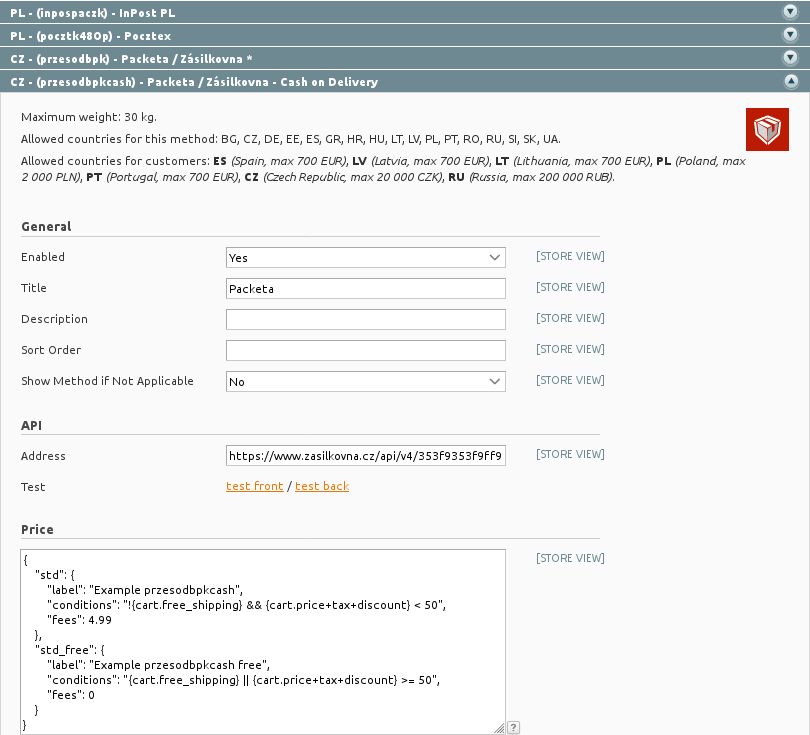 PL - (inpospaczk) - InPost PL
PL - (pocztk48Op) - Pocztex
CZ - (przesodbpk) - Packeta / Zásilkovna *
CZ - (przesodbpkcash) - Packeta / Zásilkovna - Cash on Delivery
Maximum weight: 30 kg.
Allowed countries for this method: BG, CZ, DE, EE, ES, GR, HR, HU, LT, LV, PL, PT, RO, RU, SI, SK, UA.
Allowed countries for customers: ES (Spain, max 700 EUR), LV (Latvia, max 700 EUR), LT (Lithuania, max 700 EUR), PL (Poland, max
2 000 PLN), PT (Portugal, max 700 EUR), CZ (Czech Republic, max 20 000 CZK), RU (Russia, max 200 000 RUB).
General
Enabled Yes [STORE VIEW]
Title Packeta [STORE VIEW]
Description [STORE VIEW]
Sort Order [STORE VIEW]
Show Method if Not Applicable No [STORE VIEW]
API
Address https://www.zasilkovna.cz/api/v4/353f9353f9ff9 [STORE VIEW]
Test test front / test back
Price
{ [STORE VIEW]
"std": {
"label": "Example przesodbpkcash",
"conditions": "!{cart.free_shipping} && {cart.price+tax+discount} < 50",
"fees": 4.99
},
"std_free": {
"label": "Example przesodbpkcash free",
"conditions": "{cart.free_shipping} || {cart.price+tax+discount} >= 50",
"fees": 0
}
} ?